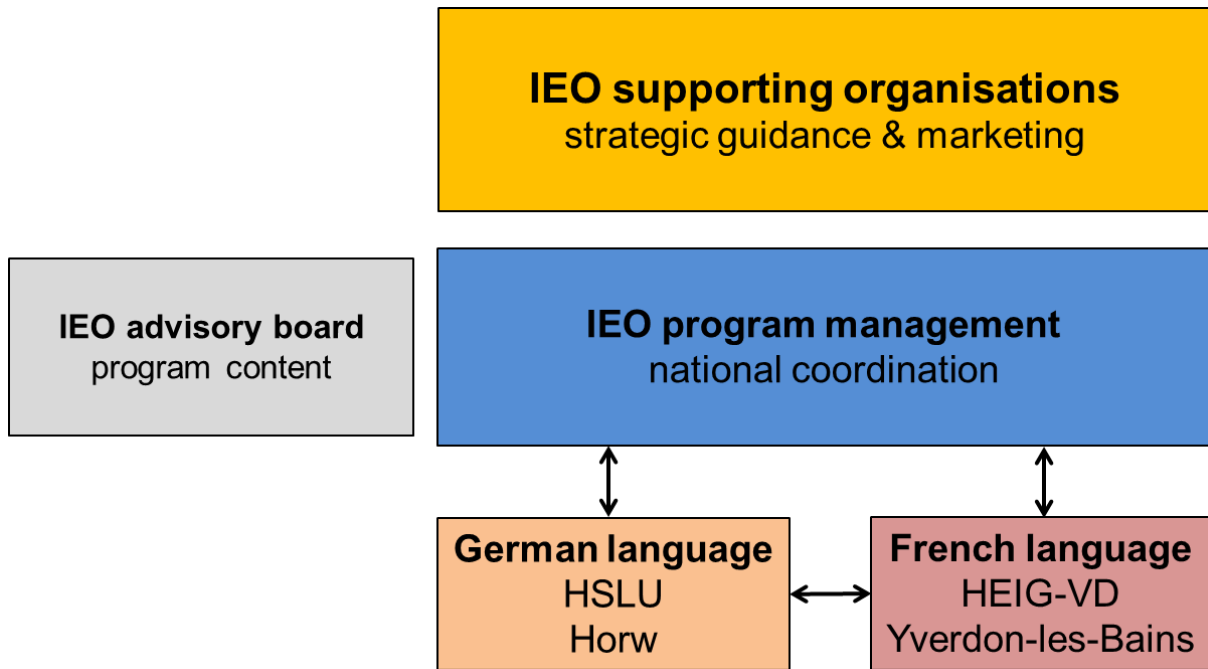 IEO supporting organisations
strategic guidance & marketing
IEO advisory board
program content
IEO program management
national coordination
German language
HSLU
Horw
French language
HEIG-VD
Yverdon-les-Bains